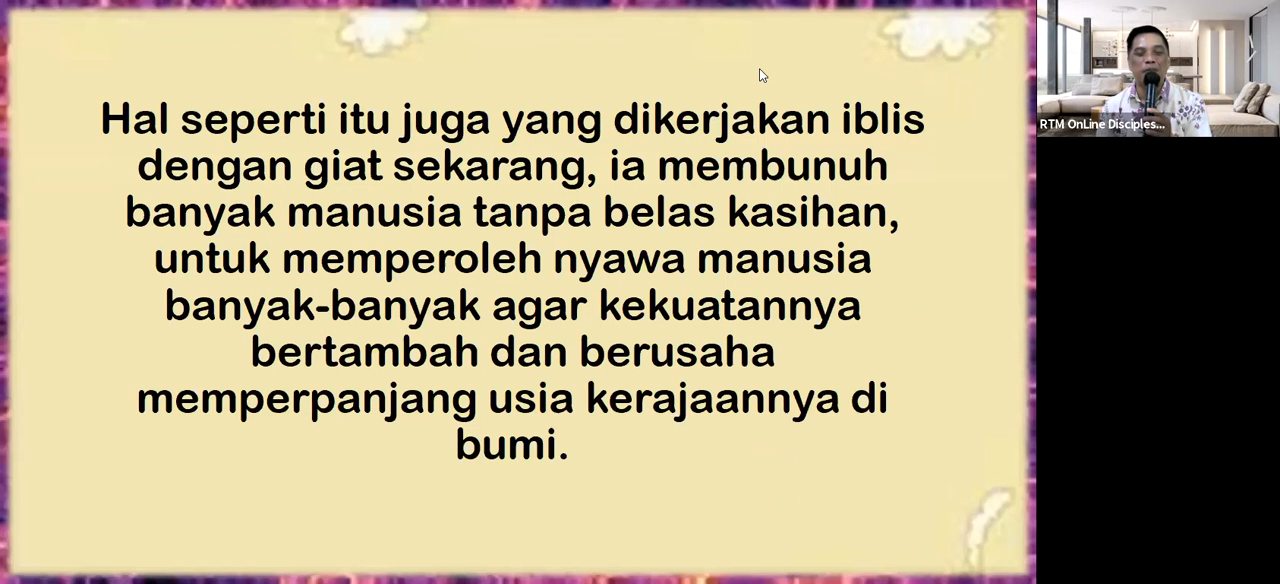 Hal seperti itu juga yang dikerjakan iblis
dengan giat sekarang, ia membunuh
banyak manusia tanpa belas kasihan,
untuk memperoleh nyawa manusia
banyak-banyak agar kekuatannya
bertambah dan berusaha
memperpanjang usia kerajaannya di
bumi.
RTM OnLine Disciples...